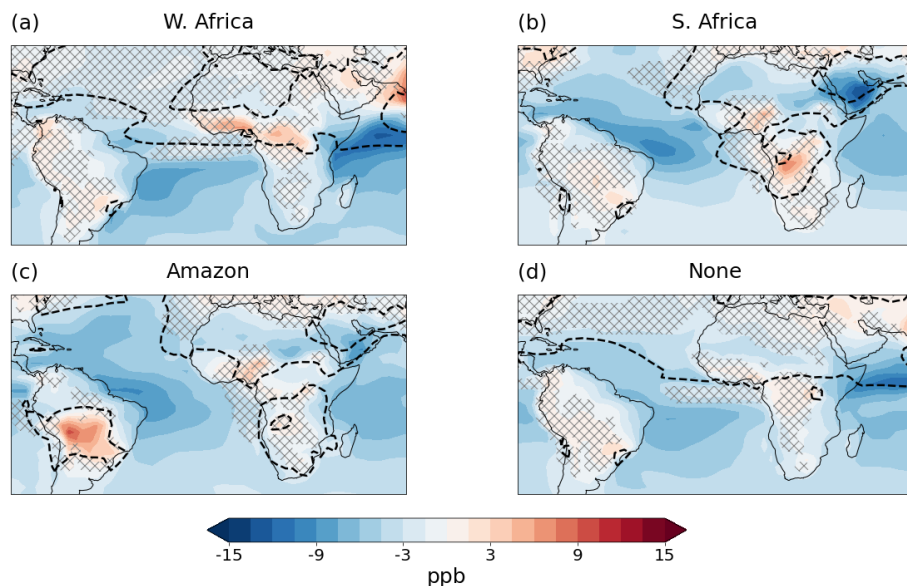 (a) W. Africa
(b) S. Africa
(c) Amazon
(d) None
-15 -9 -3 3 9 15
ppb